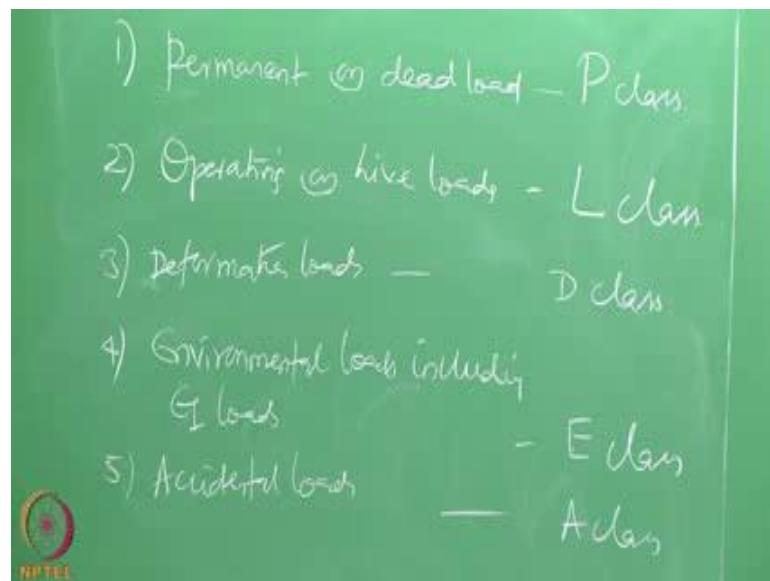 1) Permanent (or) dead load - P class
2) Operating (or) Live loads - L class
3) Deformation loads - D class
4) Environmental loads including
EQ loads - E class
5) Accidental loads - A class
NPTEL